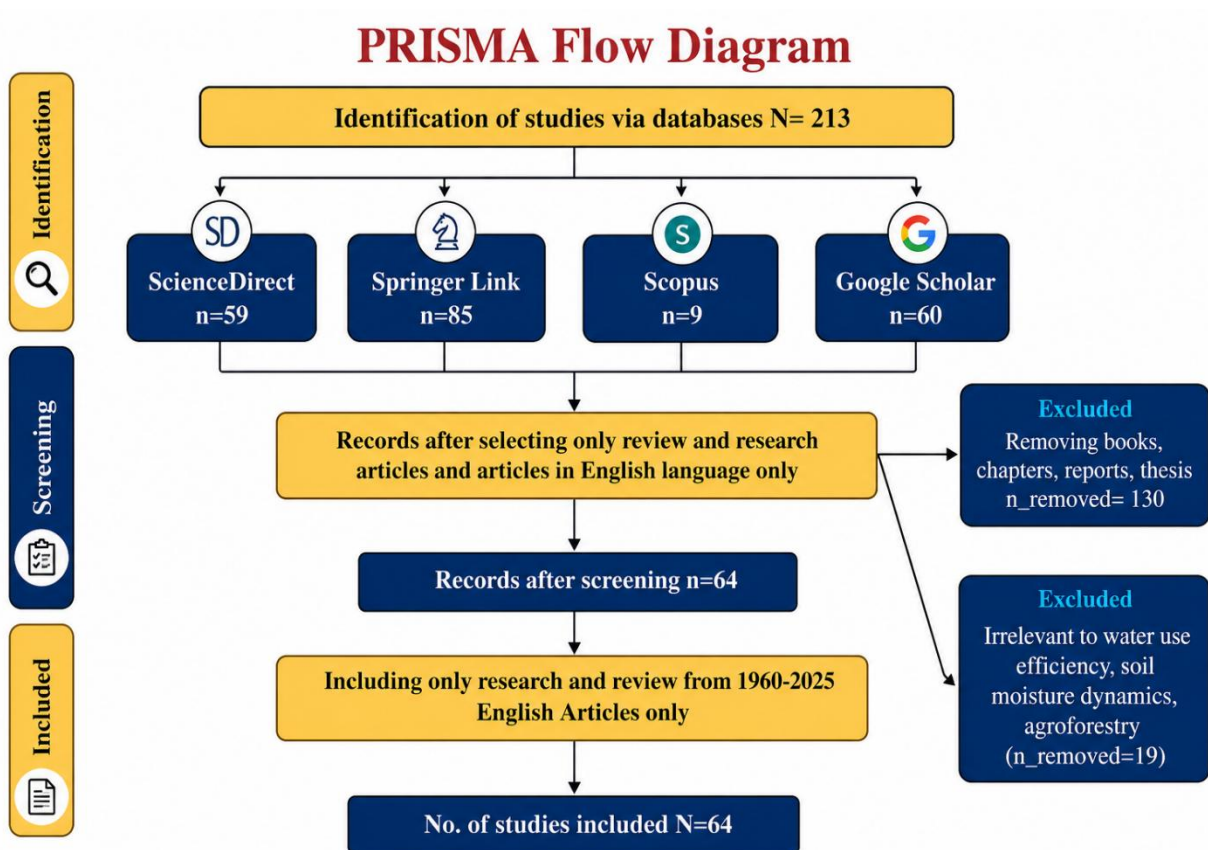 PRISMA Flow Diagram
Identification
Identification of studies via databases N= 213
SD
S
G
ScienceDirect
n=59
Springer Link
n=85
Scopus
n=9
Google Scholar
n=60
Screening
Records after selecting only review and research
articles and articles in English language only
Excluded
Removing books,
chapters, reports, thesis
n_removed= 130
Records after screening n=64
Excluded
Irrelevant to water use
efficiency, soil
moisture dynamics,
agroforestry
(n_removed=19)
Included
Including only research and review from 1960-2025
English Articles only
No. of studies included N=64